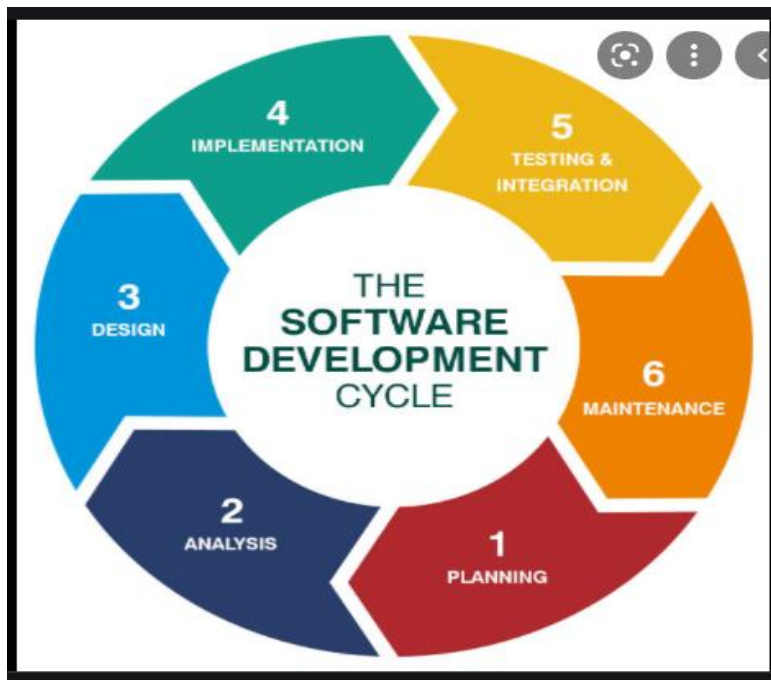 THE
SOFTWARE
DEVELOPMENT
CYCLE
1
PLANNING
2
ANALYSIS
3
DESIGN
4
IMPLEMENTATION
5
TESTING &
INTEGRATION
6
MAINTENANCE